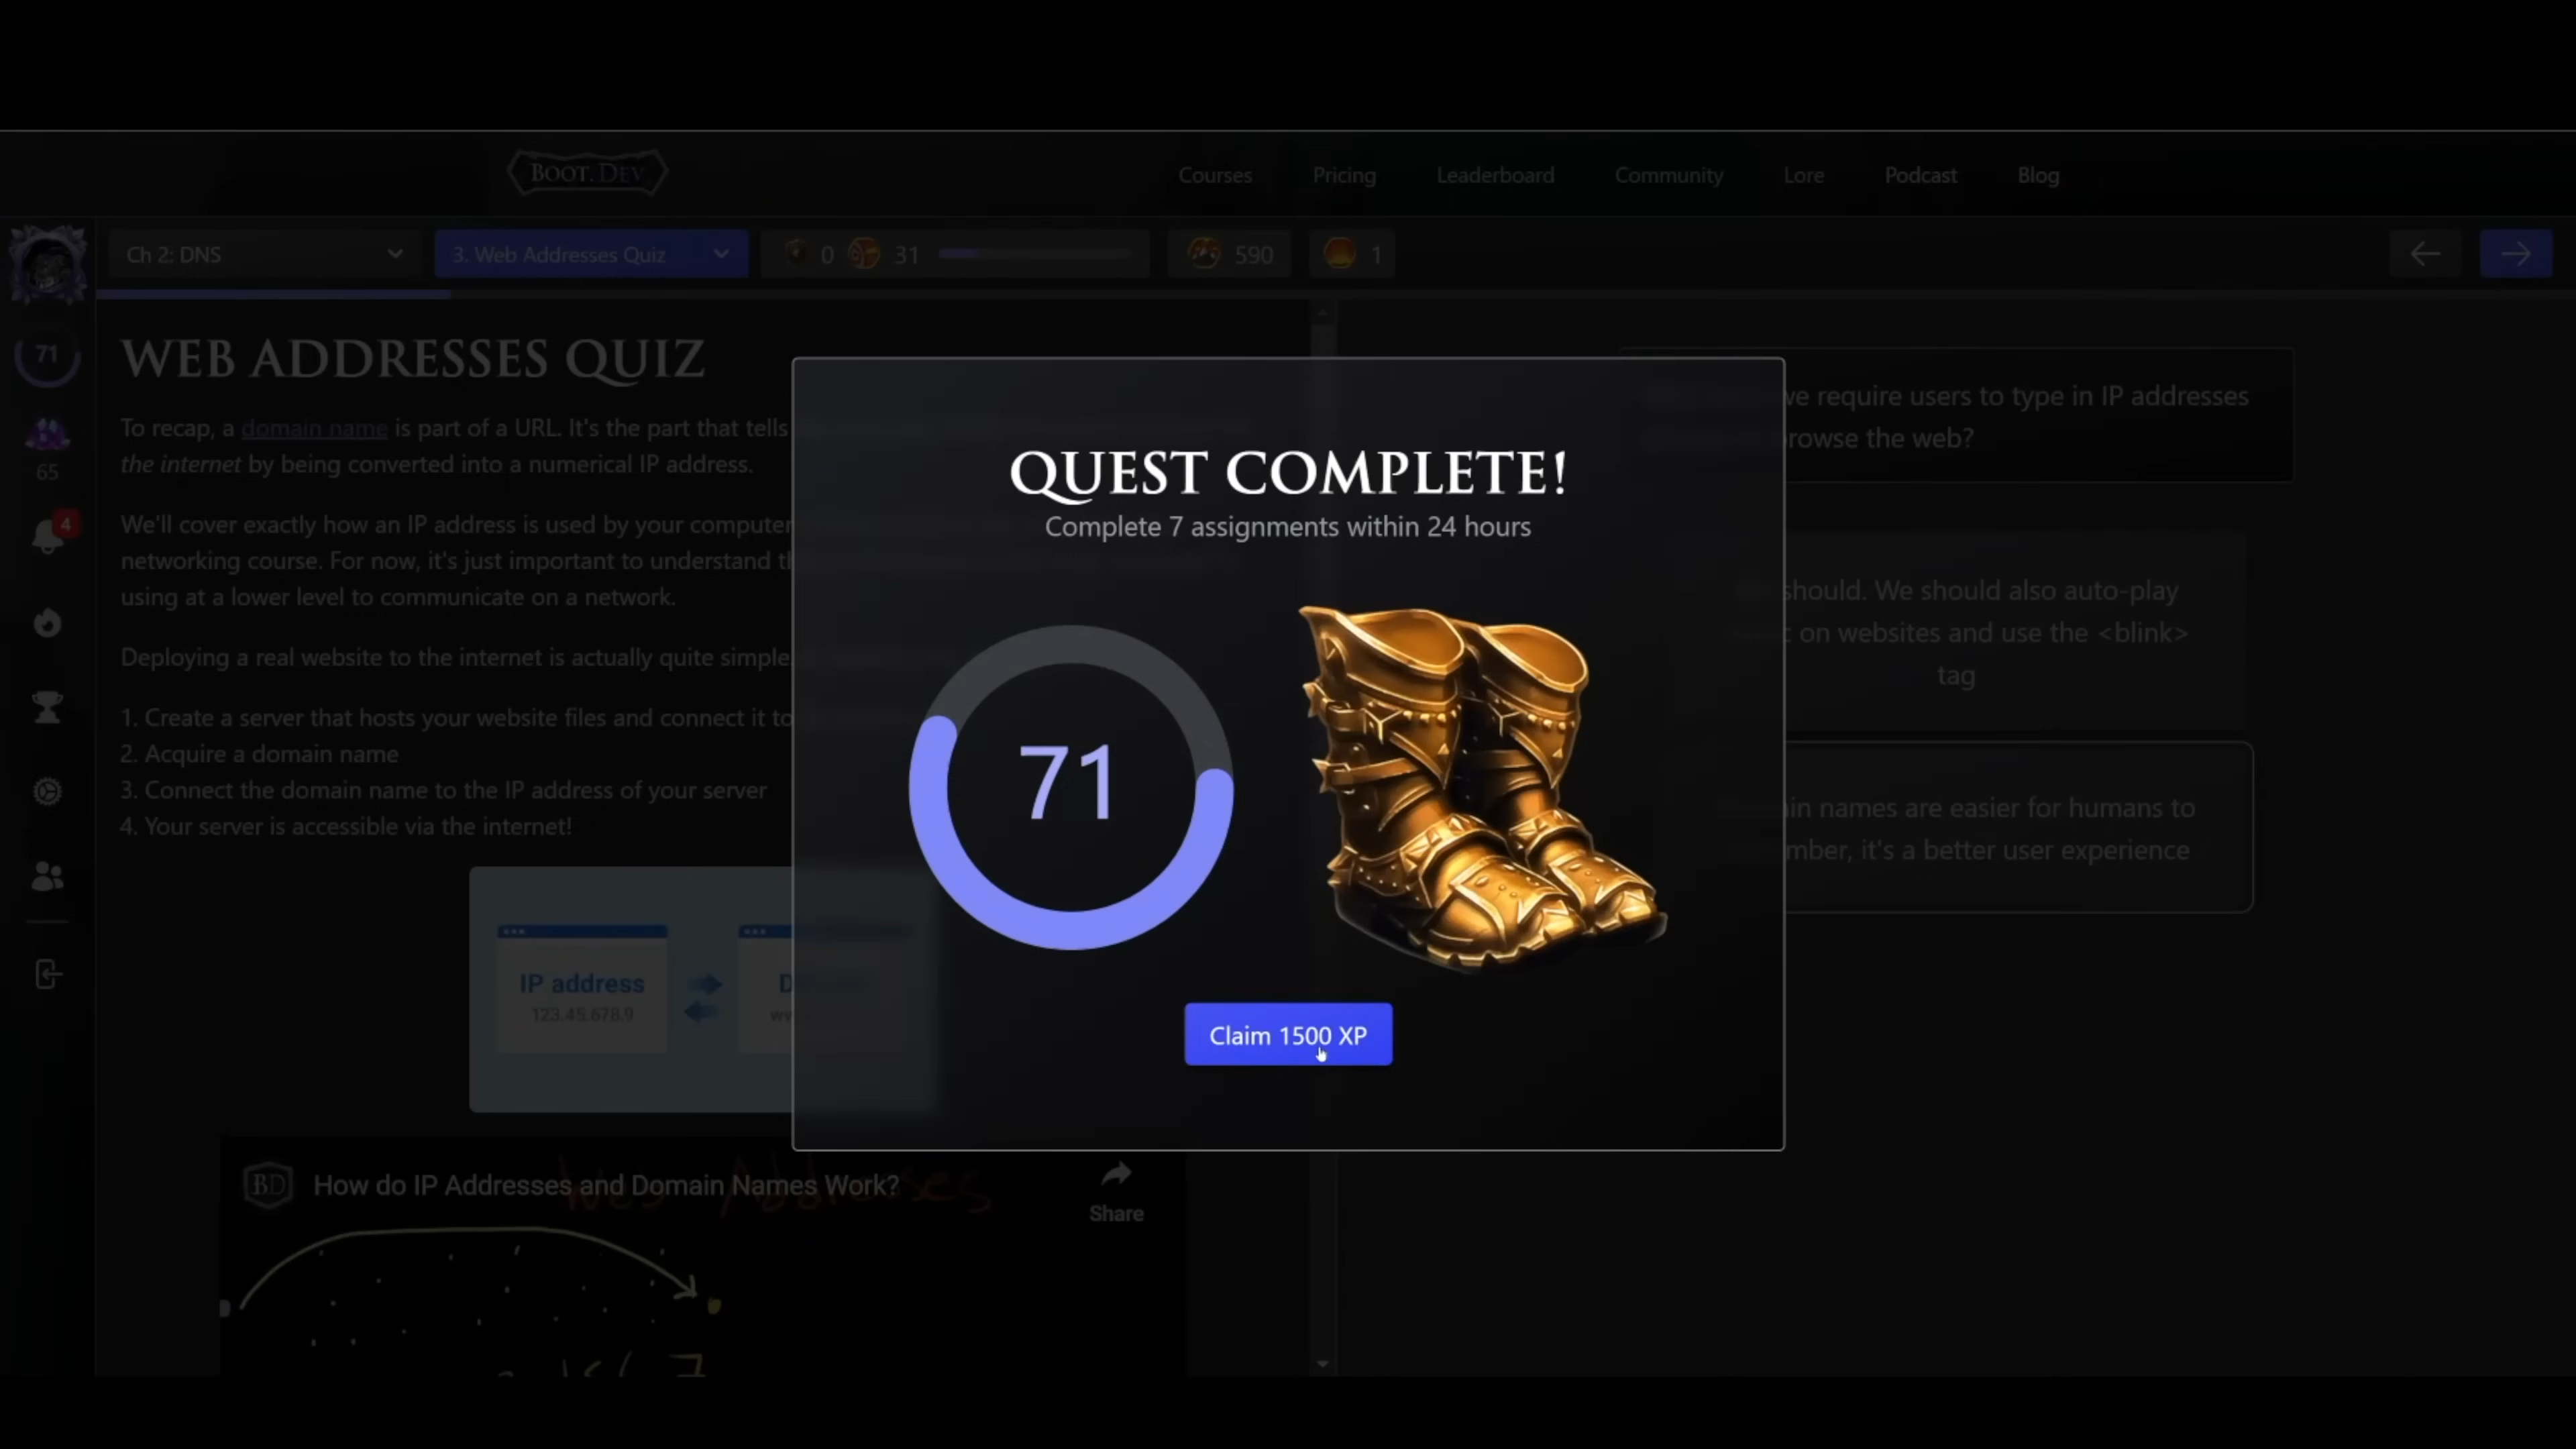 BOOT.DEV
Courses
Pricing
Leaderboard
Community
Lore
Podcast
Blog
Ch 2: DNS
3. Web Addresses Quiz
0
31
590
1
71
65
4
WEB ADDRESSES QUIZ
To recap, a domain name is part of a URL. It's the part that tells
the internet by being converted into a numerical IP address.
We'll cover exactly how an IP address is used by your computer
networking course. For now, it's just important to understand
using at a lower level to communicate on a network.
Deploying a real website to the internet is actually quite simple
1. Create a server that hosts your website files and connect it to
2. Acquire a domain name
3. Connect the domain name to the IP address of your server
4. Your server is accessible via the internet!
IP address
123.45.678.9
BD
How do IP Addresses and Domain Names Work?
Web Addresses
Share
QUEST COMPLETE!
Complete 7 assignments within 24 hours
71
Claim 1500 XP
require users to type in IP addresses
browse the web?
should. We should also auto-play
on websites and use the <blink>
tag
names are easier for humans to
it's a better user experience